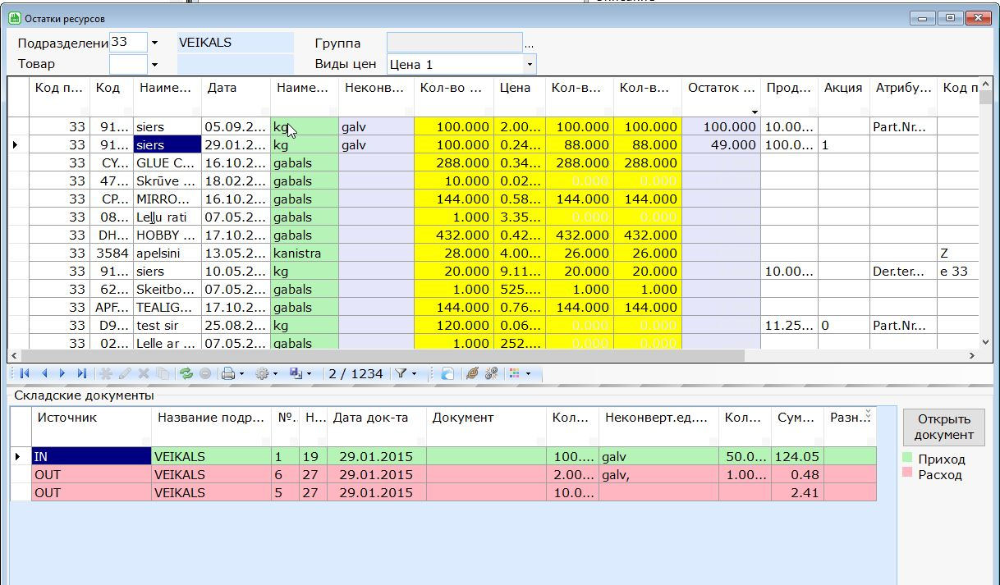 Остатки ресурсов
Подразделени 33 VEIKALS Группа ...
Товар Виды цен Цена 1
Код п... Код Наиме... Дата Наиме... Неконв... Кол-во ... Цена Кол-в... Кол-в... Остаток ... Прод... Акция Атрибу... Код п
33 91... siers 05.09.2... kg galv 100.000 2.00... 100.000 100.000 100.000 10.00... Part.Nr...
33 91... siers 29.01.2... kg galv 100.000 0.24... 88.000 88.000 49.000 100.0... 1
33 CY... GLUE C... 16.10.2... gabals 288.000 0.34... 288.000 288.000
33 47... Skrūve ... 18.02.2... gabals 10.000 0.02... 0.000 0.000
33 CP... MIRRO... 16.10.2... gabals 144.000 0.58... 144.000 144.000
33 08... Leļļu rati 07.05.2... gabals 1.000 3.35... 0.000 0.000
33 DH... HOBBY ... 17.10.2... gabals 432.000 0.42... 432.000 432.000
33 3584 apelsini 13.05.2... kanistra 28.000 4.00... 26.000 26.000 Z
33 91... siers 10.05.2... kg 20.000 9.11... 20.000 20.000 10.00... Der.ter... e 33
33 62... Skeitbo... 07.05.2... gabals 1.000 525.... 1.000 1.000
33 APF... TEALIG... 17.10.2... gabals 144.000 0.76... 144.000 144.000
33 D9... test sir 25.08.2... kg 120.000 0.06... 0.000 0.000 11.25... 0 Part.Nr...
33 02... Lelle ar ... 07.05.2... gabals 1.000 252.... 0.000 0.000
2 / 1234
Складские документы
Источник Название подр... №. Н... Дата док-та Документ Кол... Неконверт.ед.... Кол... Сум... Разн...
IN VEIKALS 1 19 29.01.2015 100.... galv 50.0... 124.05
OUT VEIKALS 6 27 29.01.2015 2.00... galv, 1.00... 0.48
OUT VEIKALS 5 27 29.01.2015 10.0... 2.41
Открыть
документ
Приход
Расход